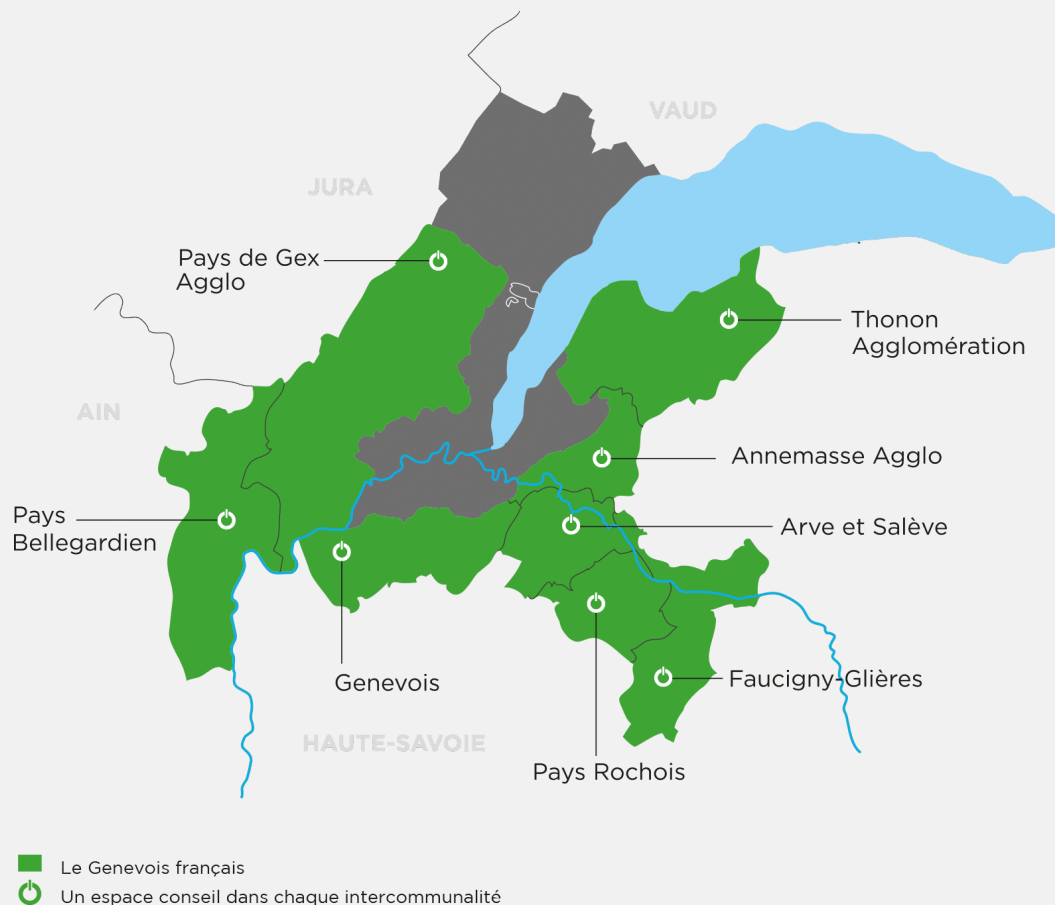 VAUD
JURA
Pays de Gex
Agglo
Thonon
Agglomération
AIN
Annemasse Agglo
Pays
Bellegardien
Arve et Salève
Genevois
Faucigny-Glières
HAUTE-SAVOIE
Pays Rochois
Le Genevois français
Un espace conseil dans chaque intercommunalité